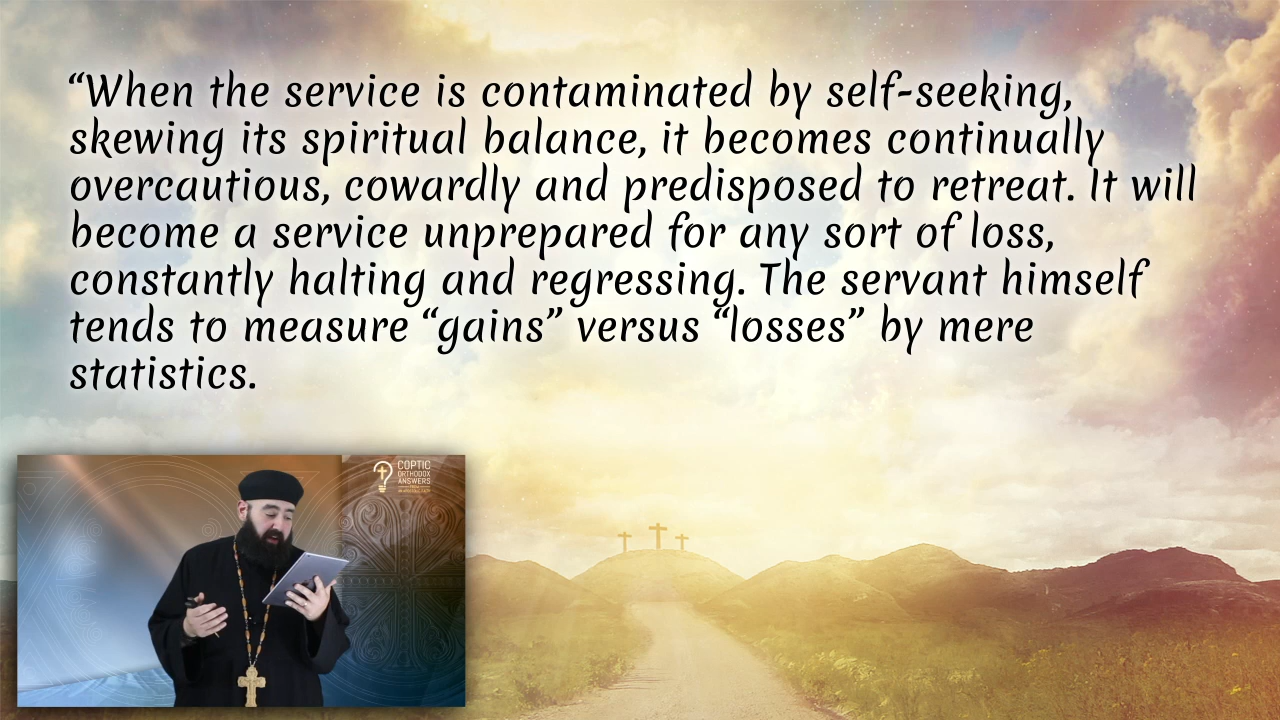 “When the service is contaminated by self-seeking,
skewing its spiritual balance, it becomes continually
overcautious, cowardly and predisposed to retreat. It will
become a service unprepared for any sort of loss,
constantly halting and regressing. The servant himself
tends to measure “gains” versus “losses” by mere
statistics.
COPTIC
ORTHODOX
ANSWERS